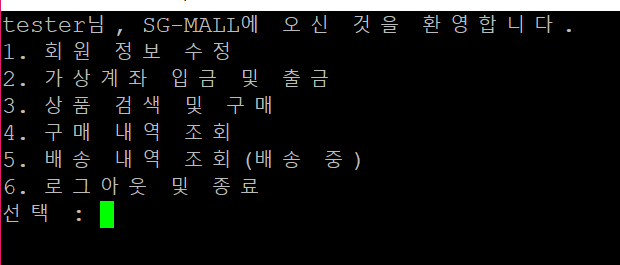 tester님, SG-MALL에 오신 것을 환영합니다.
1. 회원 정보 수정
2. 가상계좌 입금 및 출금
3. 상품 검색 및 구매
4. 구매 내역 조회
5. 배송 내역 조회(배송 중)
6. 로그아웃 및 종료
선택 :